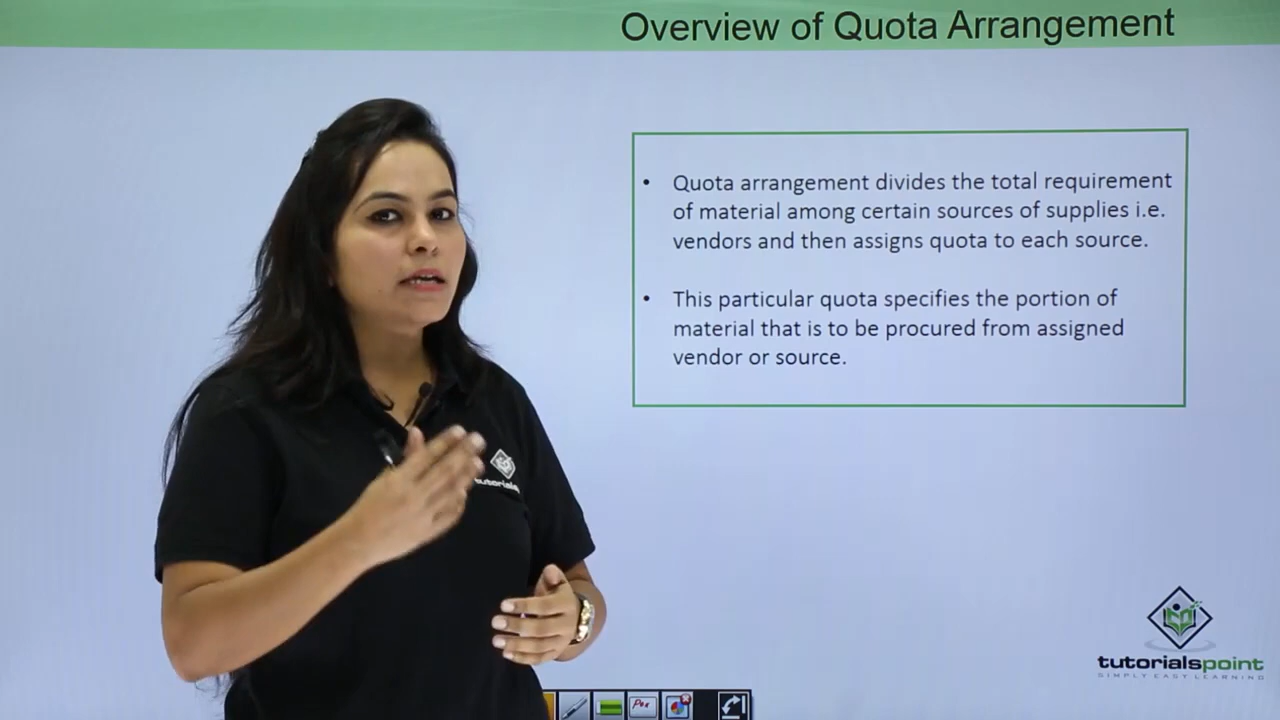 Overview of Quota Arrangement
• Quota arrangement divides the total requirement
of material among certain sources of supplies i.e.
vendors and then assigns quota to each source.
• This particular quota specifies the portion of
material that is to be procured from assigned
vendor or source.
tutorials
Pen
tutorialspoint
SIMPLY EASY LEARNING